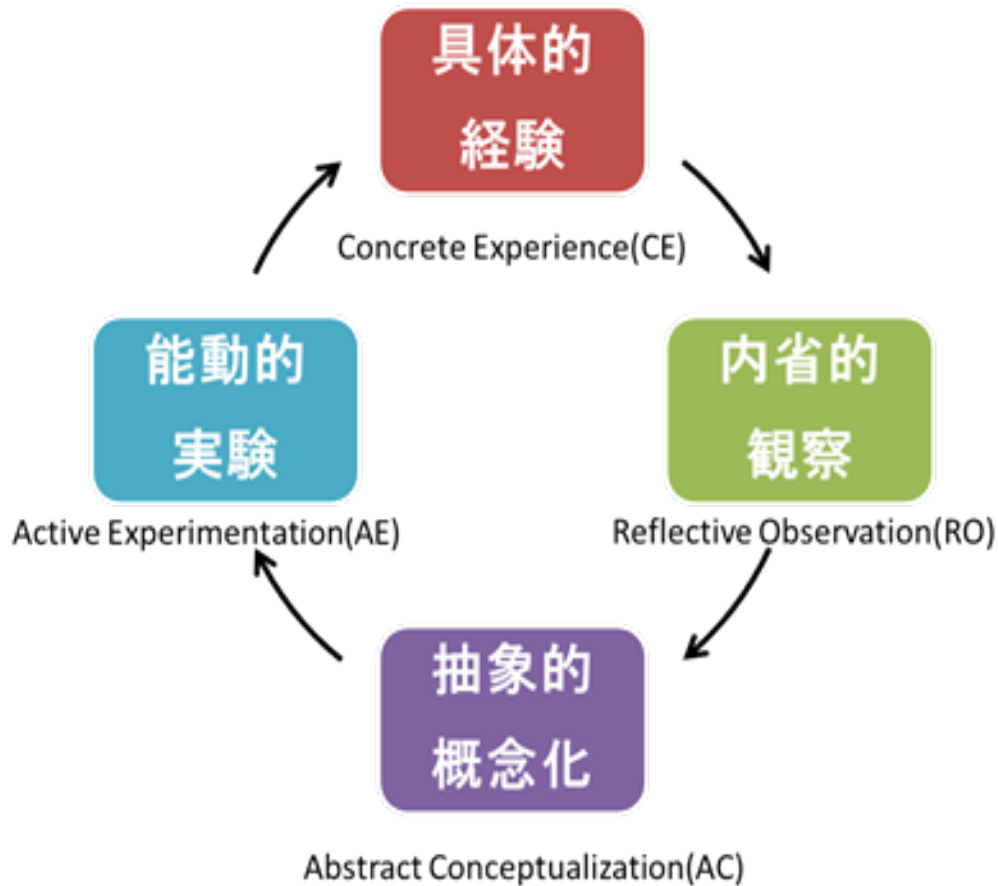 具体的
経験
Concrete Experience(CE)
能動的
実験
Active Experimentation(AE)
内省的
観察
Reflective Observation(RO)
抽象的
概念化
Abstract Conceptualization(AC)